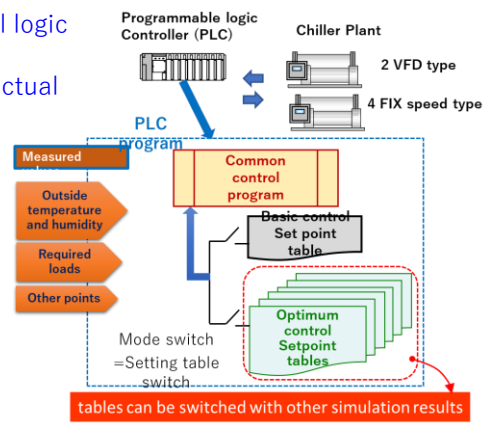 l logic
ctual
Programmable logic
Controller (PLC)
Chiller Plant
2 VFD type
4 FIX speed type
PLC
program
Measured
Common
control
program
Outside
temperature
and humidity
Required
loads
Other points
Basic control
Set point
table
Optimum
control
Setpoint
tables
Mode switch
=Setting table
switch
tables can be switched with other simulation results